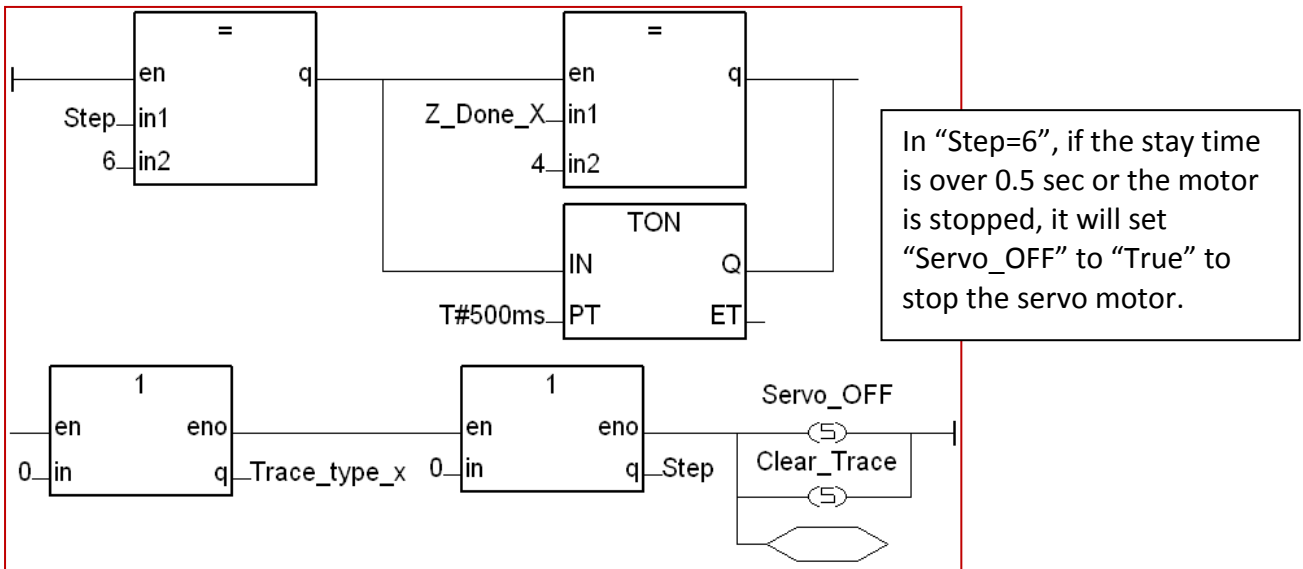 = =
en q en q
Step in1 Z_Done_X in1
6 in2 4 in2
TON
IN Q
T#500ms PT ET
In “Step=6”, if the stay time
is over 0.5 sec or the motor
is stopped, it will set
“Servo_OFF” to “True” to
stop the servo motor.
1 1 Servo_OFF
en eno en eno S
Clear_Trace
0 in q Trace_type_x 0 in q Step S